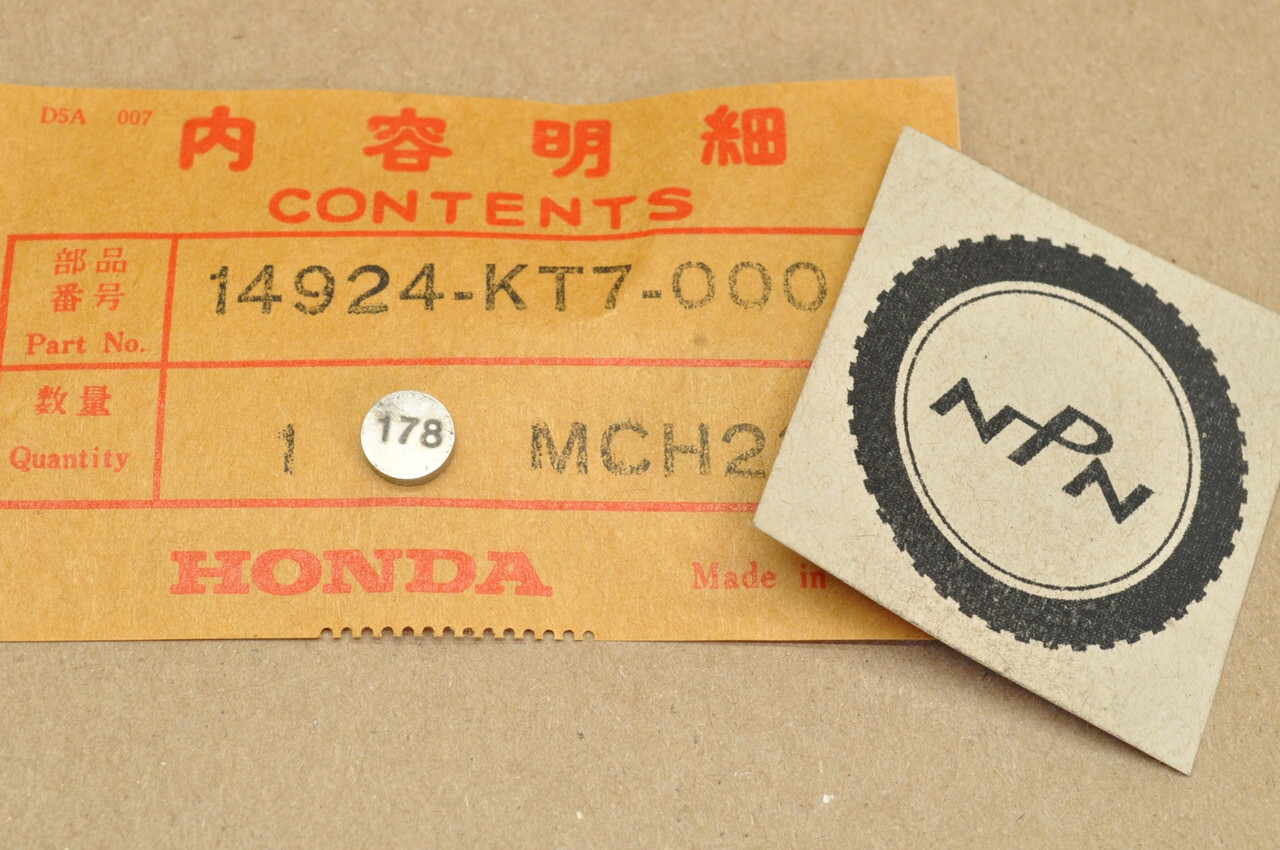 D5A 007
内容明細
CONTENTS
部品
番号
Part No.
14924-KT7-000
数量
Quantity
1
178
MCH2
HONDA
Made in
NPN